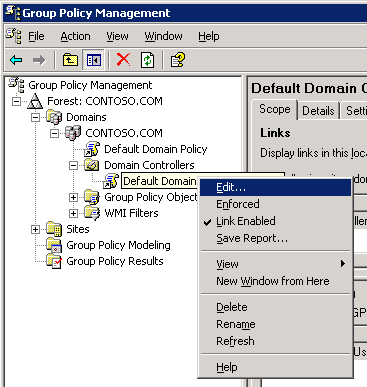 Group Policy Management
File Action View Window Help
Group Policy Management
Forest: CONTOSO.COM
Domains
CONTOSO.COM
Default Domain Policy
Domain Controllers
Default Domain
Group Policy Object
WMI Filters
Sites
Group Policy Modeling
Group Policy Results
Default Domain C
Scope Details
Links
Display links in this
Edit...
Enforced
Link Enabled
Save Report...
View
New Window from Here
Delete
Rename
Refresh
Help